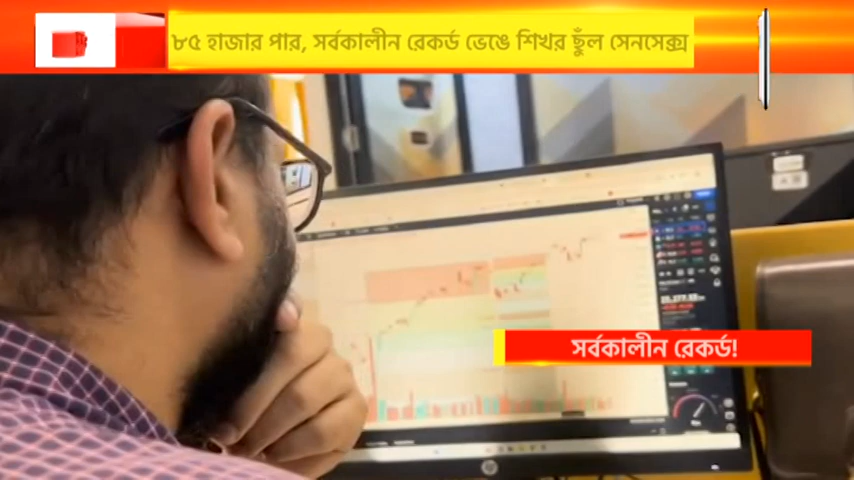 ৮৫ হাজার পার, সর্বকালীন রেকর্ড ভেঙে শিখর ছুঁল সেনসেক্স
সর্বকালীন রেকর্ড!